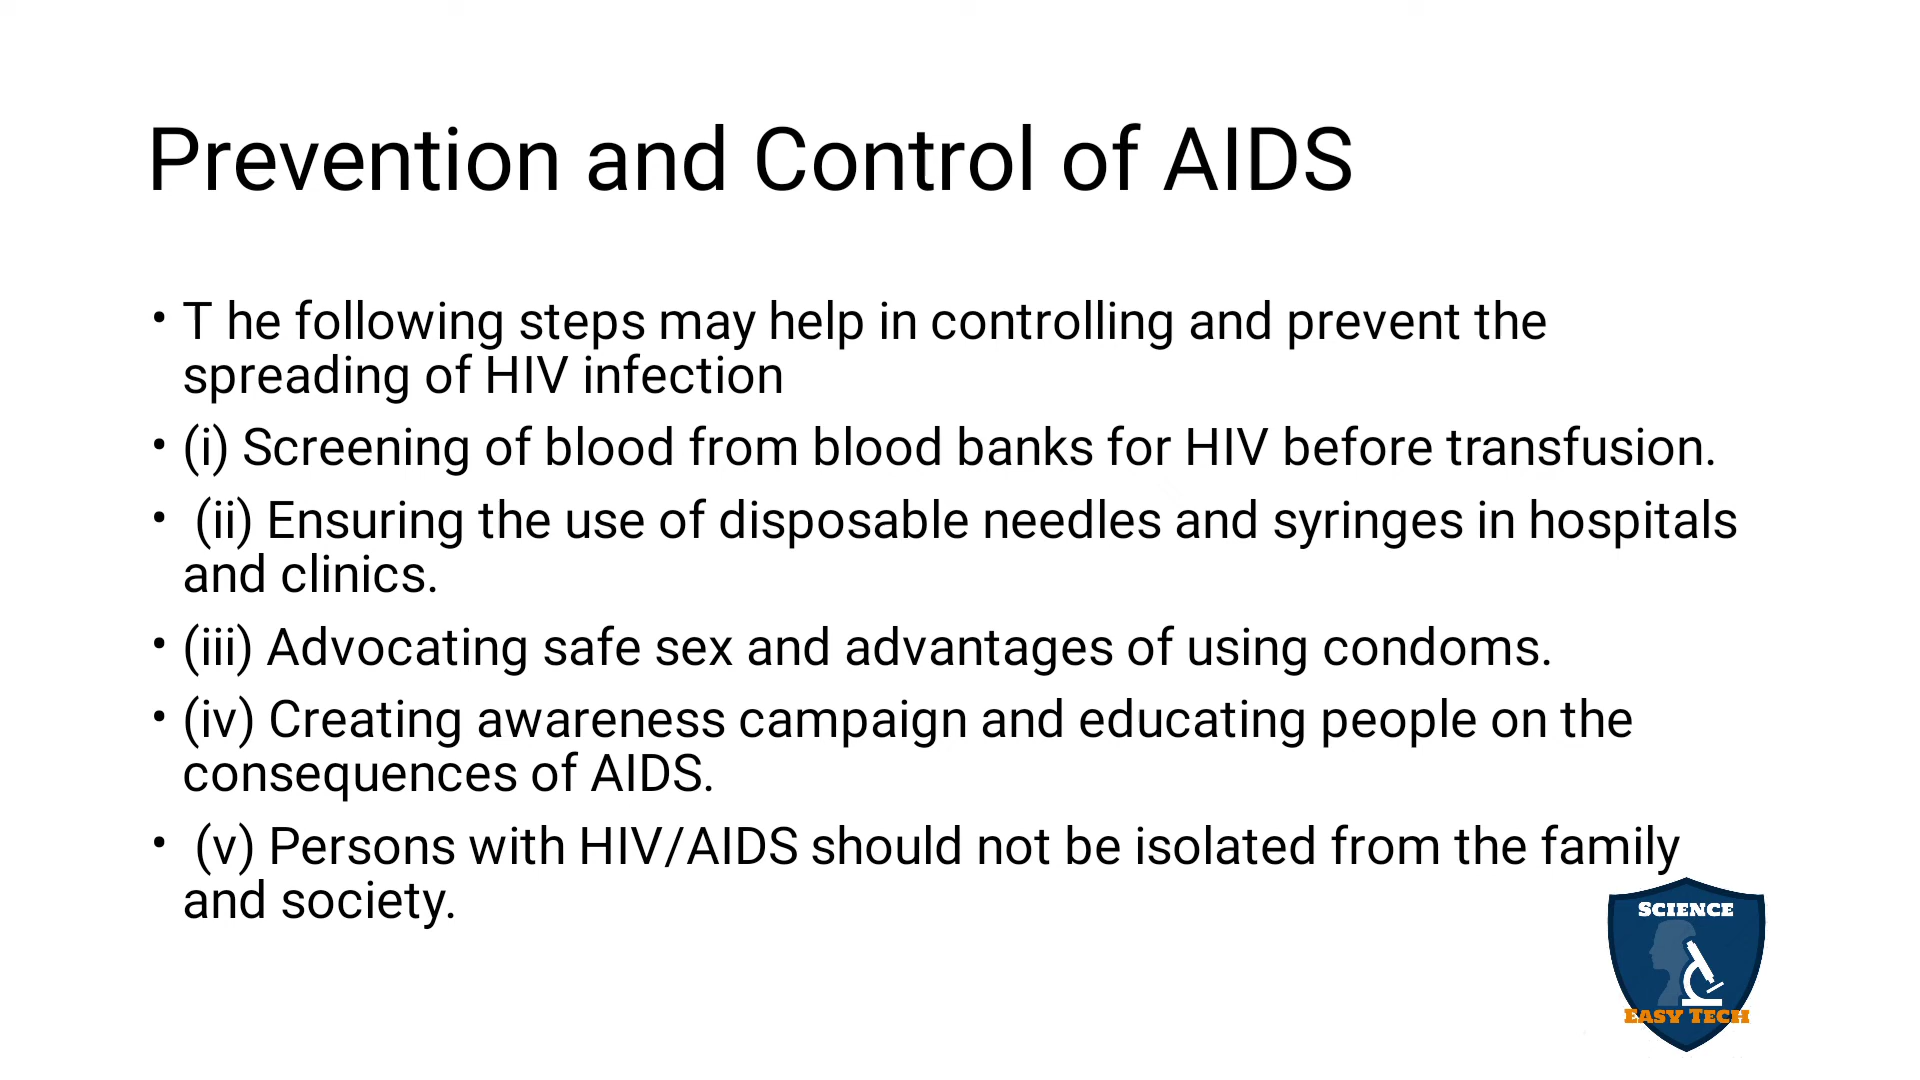 Prevention and Control of AIDS
• T he following steps may help in controlling and prevent the
spreading of HIV infection
• (i) Screening of blood from blood banks for HIV before transfusion.
• (ii) Ensuring the use of disposable needles and syringes in hospitals
and clinics.
• (iii) Advocating safe sex and advantages of using condoms.
• (iv) Creating awareness campaign and educating people on the
consequences of AIDS.
• (v) Persons with HIV/AIDS should not be isolated from the family
and society.
SCIENCE
EASY TECH